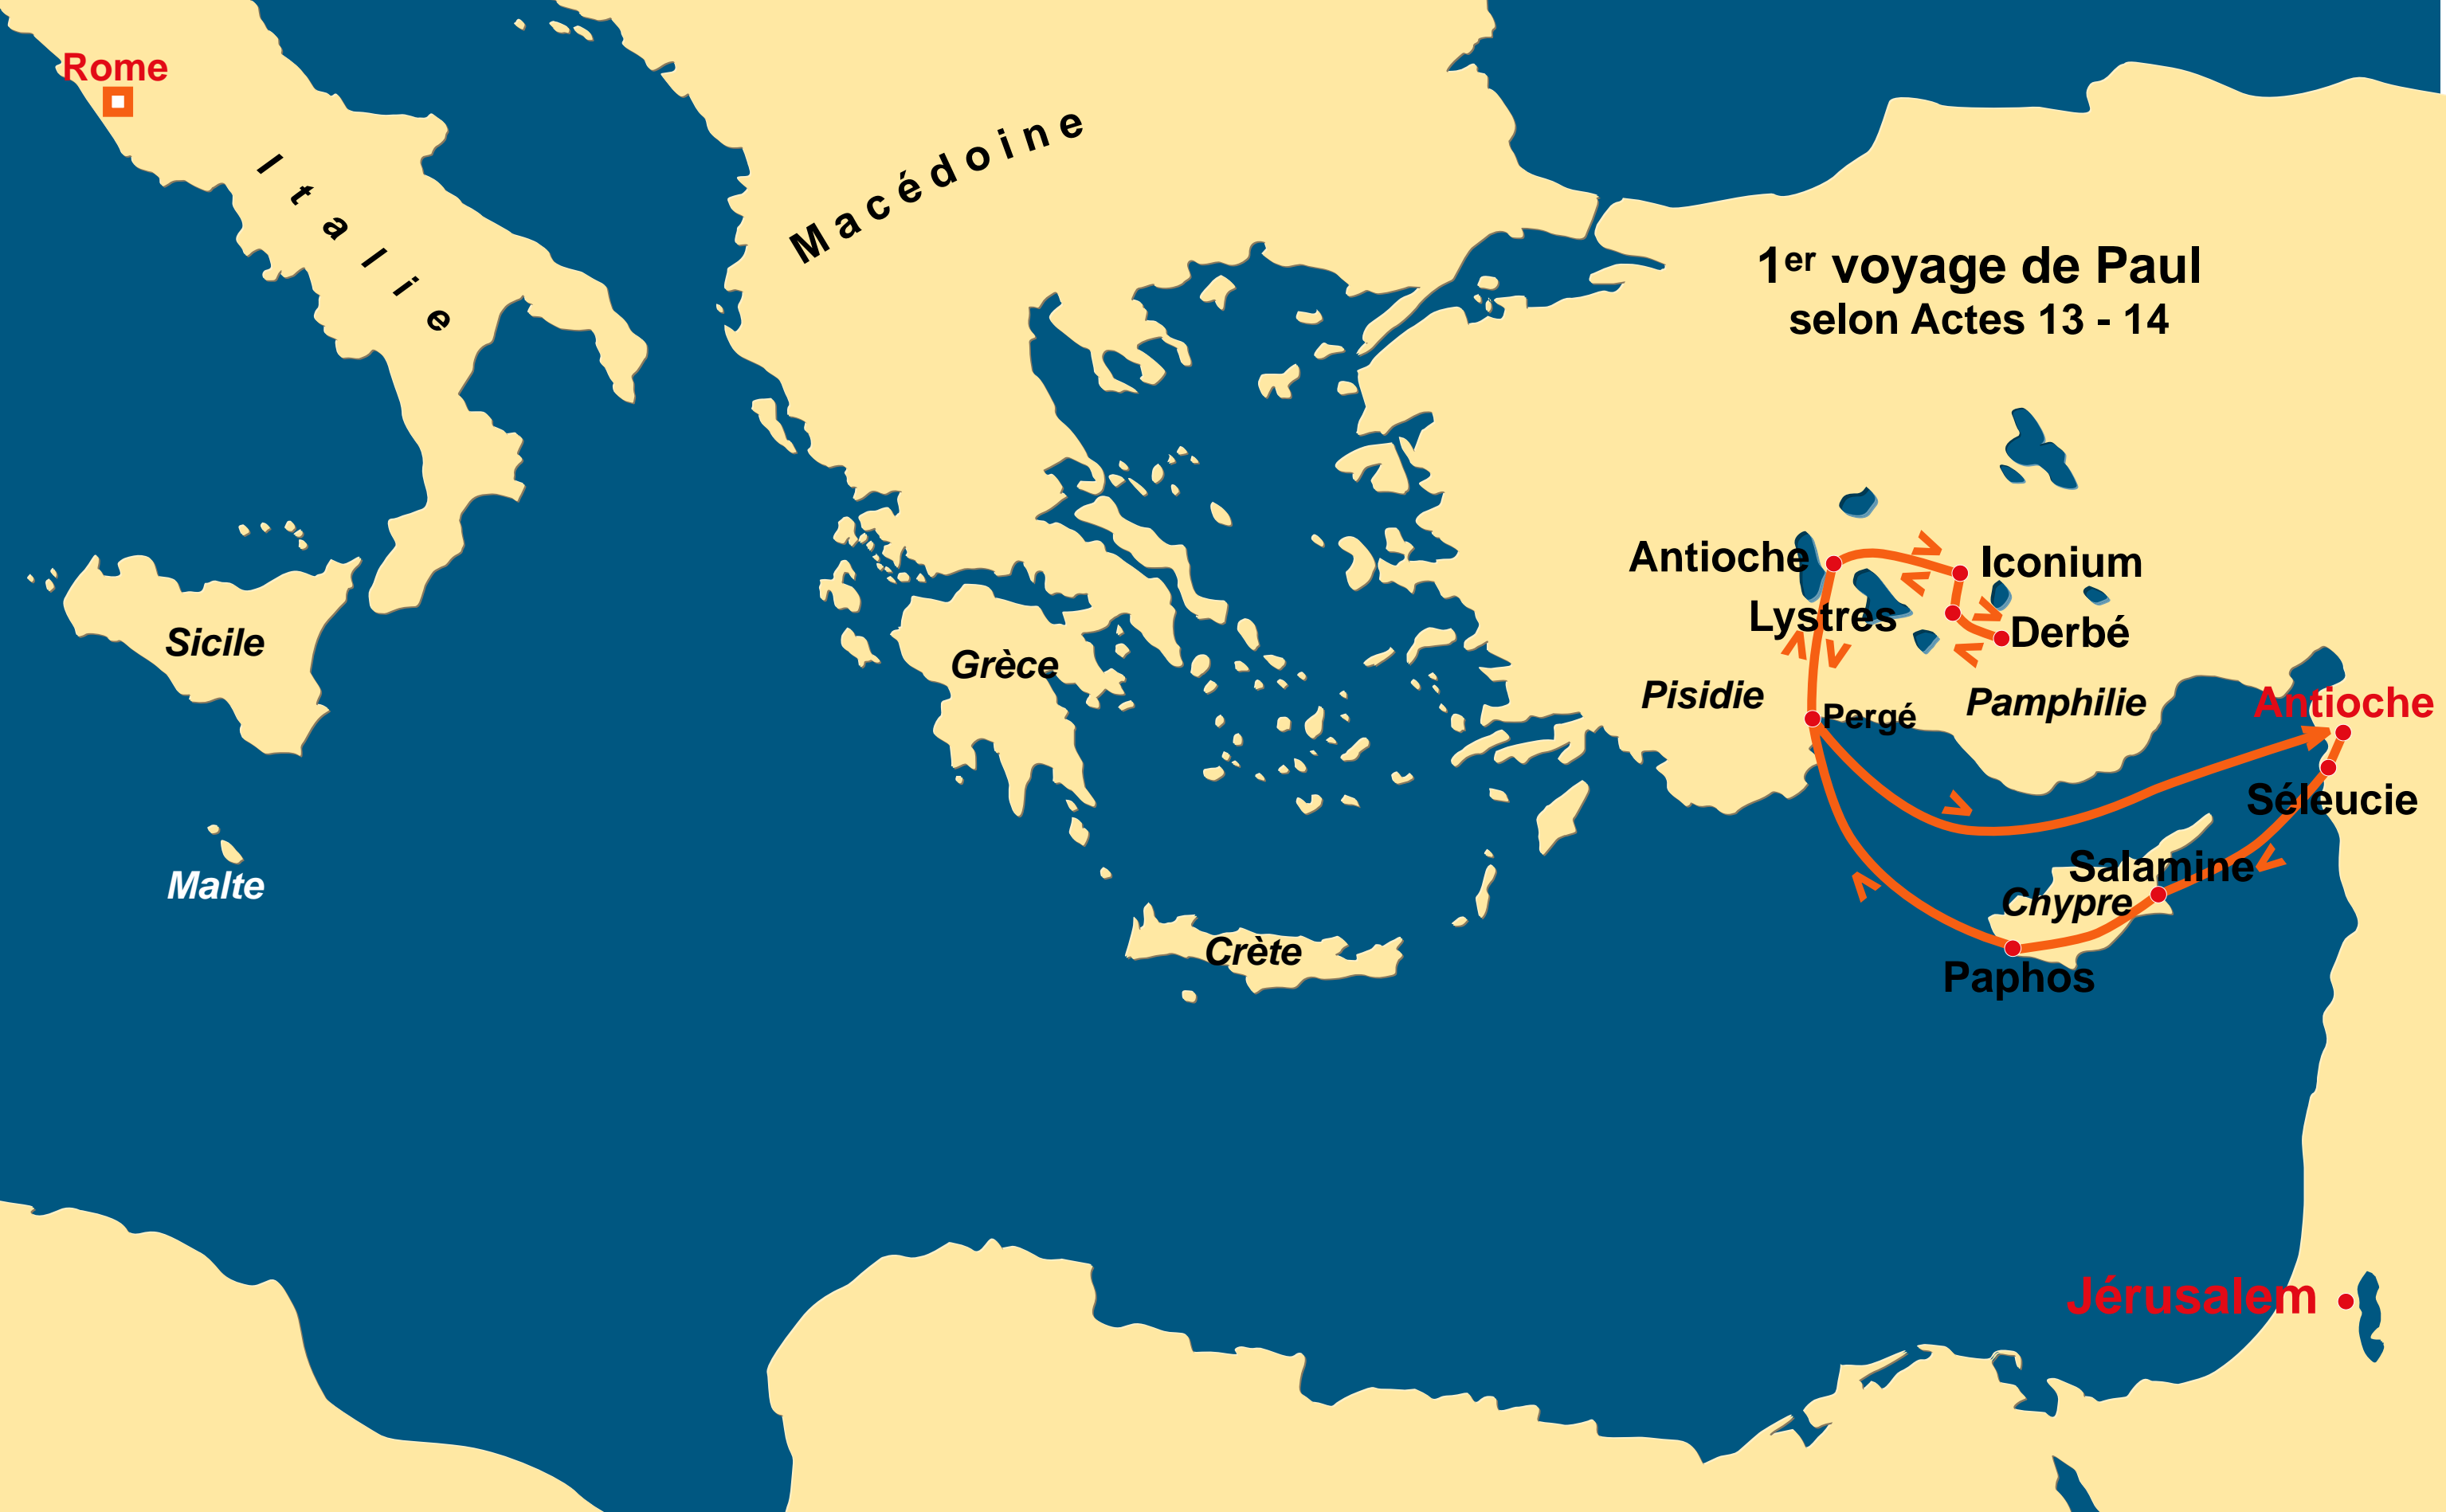 Rome
Italie
Macédoine
1er voyage de Paul
selon Actes 13 - 14
Antioche
Iconium
Lystres
Derbé
Sicile
Grèce
Pisidie
Pamphilie
Pergé
Antioche
Séleucie
Malte
Salamine
Chypre
Crète
Paphos
Jérusalem